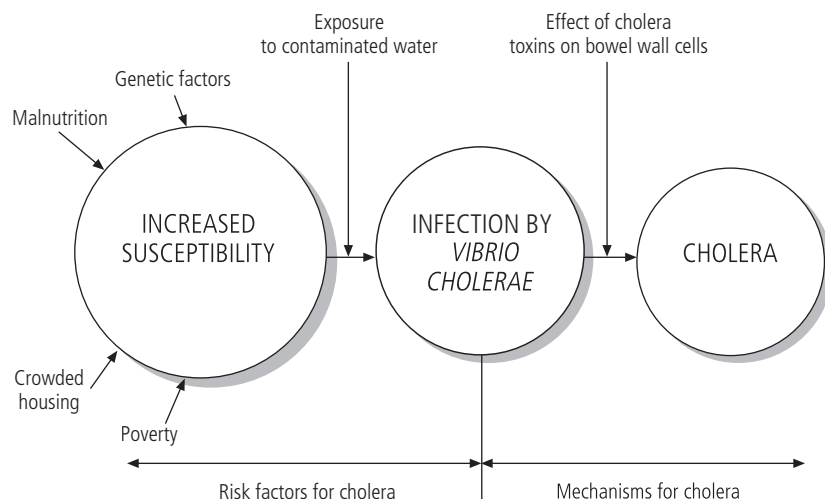 Exposure
to contaminated water
Effect of cholera
toxins on bowel wall cells
Genetic factors
Malnutrition
INCREASED
SUSCEPTIBILITY
INFECTION BY
VIBRIO
CHOLERAE
CHOLERA
Crowded
housing
Poverty
Risk factors for cholera
Mechanisms for cholera